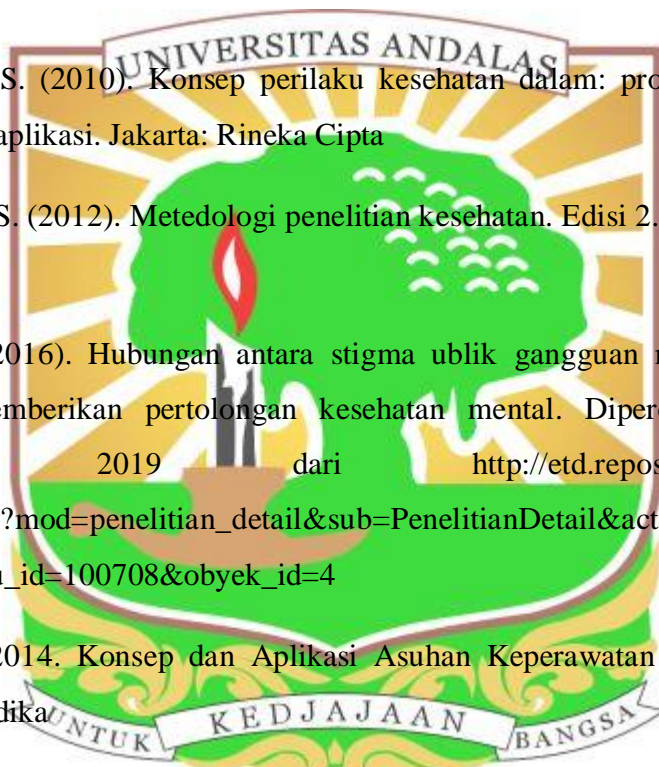 UNIVERSITAS ANDALAS
S. (2010). Konsep perilaku kesehatan dalam: pro
aplikasi. Jakarta: Rineka Cipta
S. (2012). Metedologi penelitian kesehatan. Edisi 2.
2016). Hubungan antara stigma ublik gangguan
emberikan pertolongan kesehatan mental. Diper
2019 dari http://etd.repos
?mod=penelitian_detail&sub=PenelitianDetail&act
u_id=100708&obyek_id=4
2014. Konsep dan Aplikasi Asuhan Keperawatan
dika
UNTUK KEDJAJAAN BANGSA